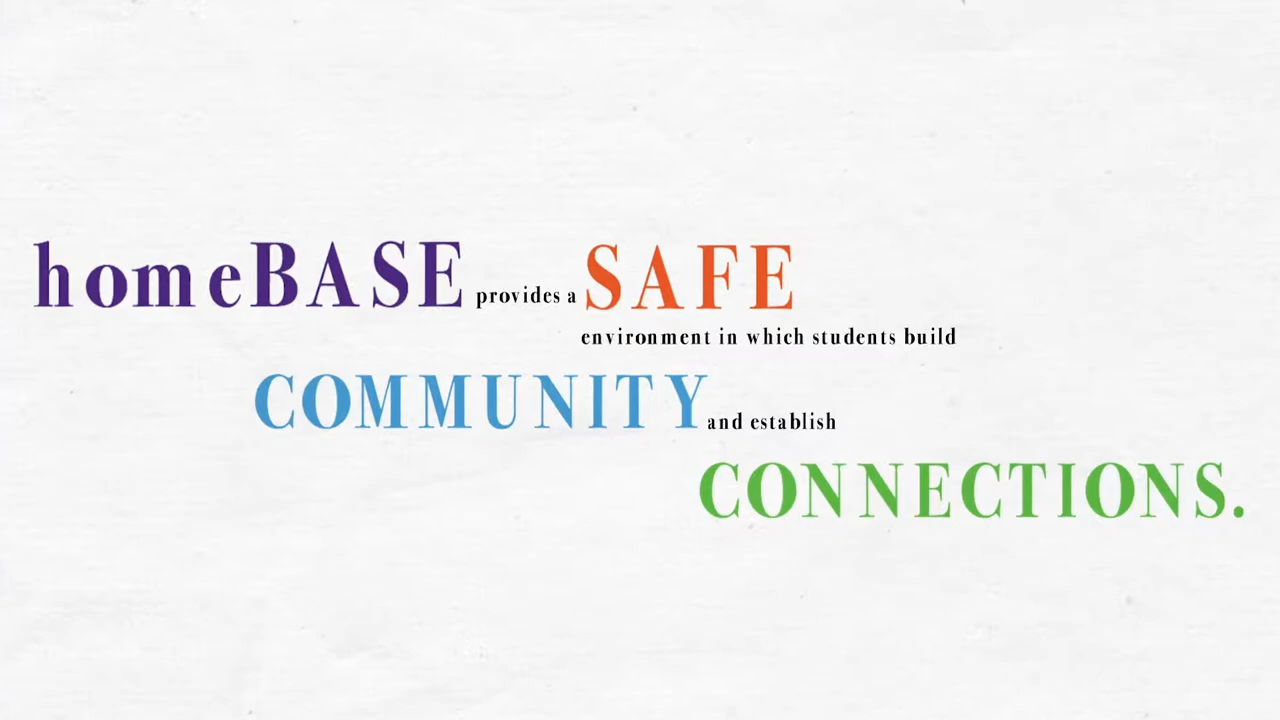 homeBASE provides a SAFE
environment in which students build
COMMUNITY and establish
CONNECTIONS.